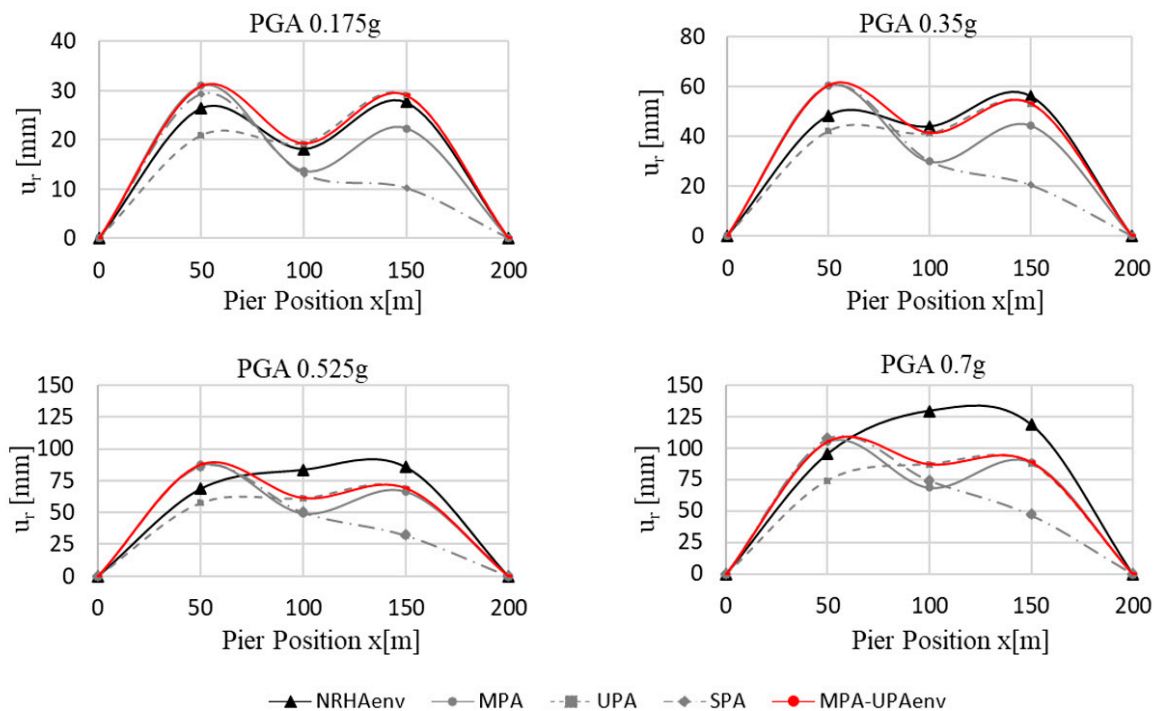 PGA 0.175g
40
30
20
10
0
u_r [mm]
0 50 100 150 200
Pier Position x[m]
PGA 0.35g
80
60
40
20
0
u_r [mm]
0 50 100 150 200
Pier Position x[m]
PGA 0.525g
150
125
100
75
50
25
0
u_r [mm]
0 50 100 150 200
Pier Position x[m]
PGA 0.7g
150
125
100
75
50
25
0
u_r [mm]
0 50 100 150 200
Pier Position x[m]
NRHAenv MPA UPA SPA MPA-UPAenv